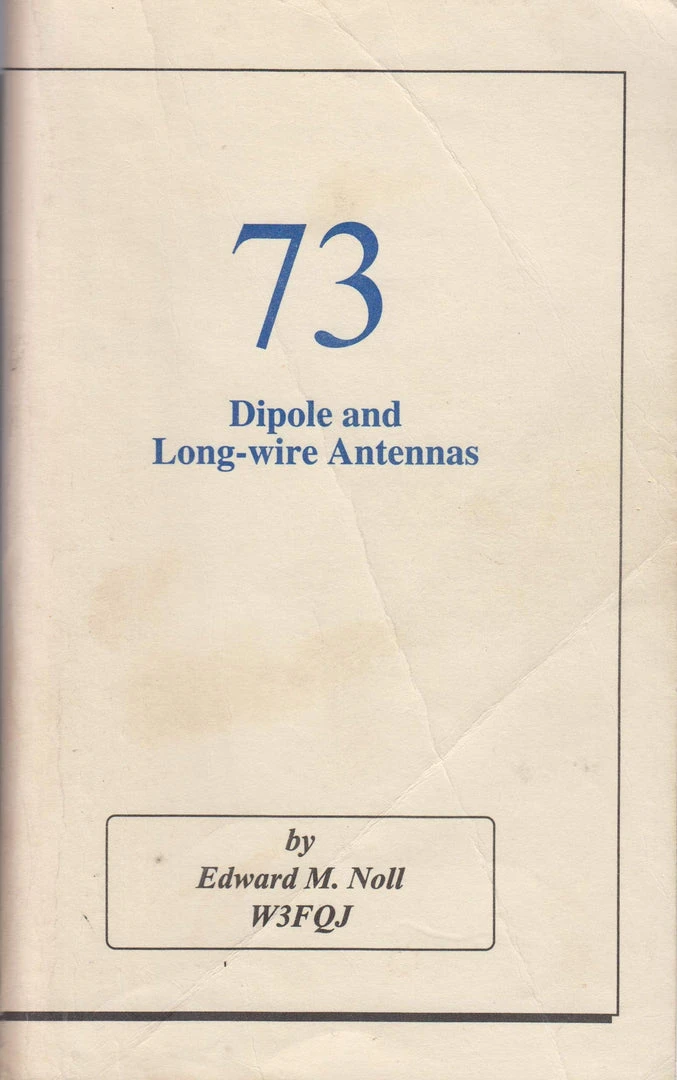 73
Dipole and
Long-wire Antennas
by
Edward M. Noll
W3FQJ